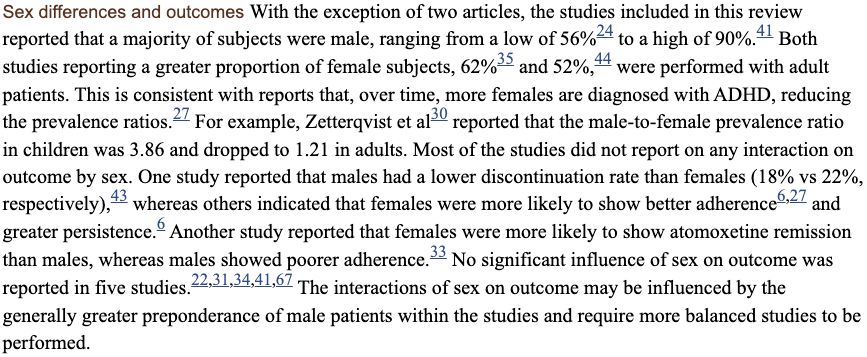 Sex differences and outcomes With the exception of two articles, the studies included in this review
reported that a majority of subjects were male, ranging from a low of 56%24 to a high of 90%.41 Both
studies reporting a greater proportion of female subjects, 62%35 and 52%,44 were performed with adult
patients. This is consistent with reports that, over time, more females are diagnosed with ADHD, reducing
the prevalence ratios.27 For example, Zetterqvist et al30 reported that the male-to-female prevalence ratio
in children was 3.86 and dropped to 1.21 in adults. Most of the studies did not report on any interaction on
outcome by sex. One study reported that males had a lower discontinuation rate than females (18% vs 22%,
respectively),43 whereas others indicated that females were more likely to show better adherence6,27 and
greater persistence.6 Another study reported that females were more likely to show atomoxetine remission
than males, whereas males showed poorer adherence.33 No significant influence of sex on outcome was
reported in five studies.22,31,34,41,67 The interactions of sex on outcome may be influenced by the
generally greater preponderance of male patients within the studies and require more balanced studies to be
performed.